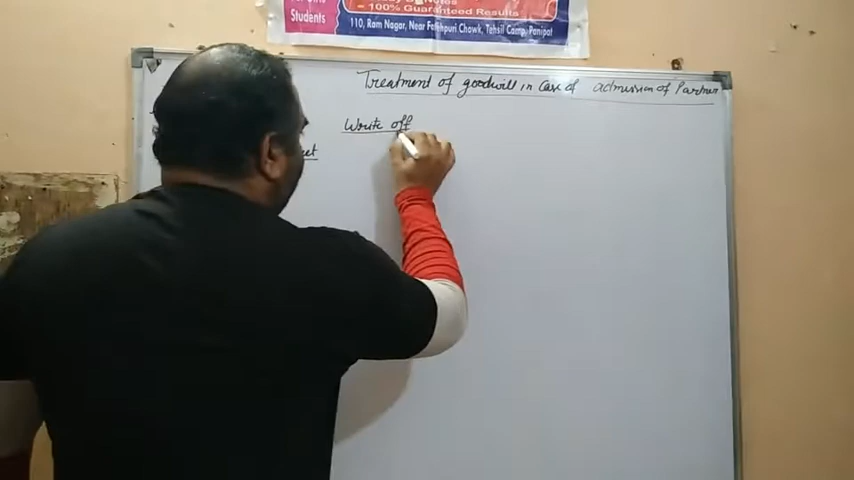 Students
100% Guaranteed Results
110, Ram Nagar, Near Fatehpuri Chowk, Tehsil Camp, Panipat
Treatment of goodwill in Case of admission of Partner
Write off